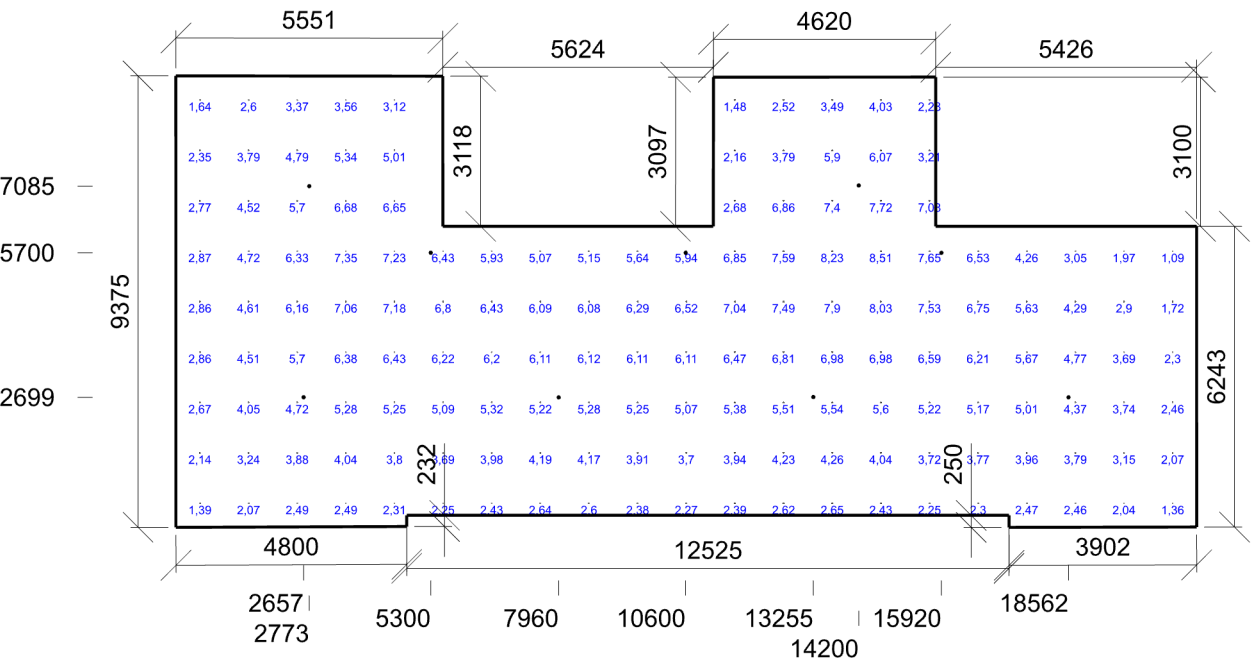 5551
4620
5624
5426
1,64 2,6 3,37 3,56 3,12 1,48 2,52 3,49 4,03 2,28
3118
3097
3100
2,35 3,79 4,79 5,34 5,01 2,16 3,79 5,9 6,07 3,21
7085
2,77 4,52 5,7 6,68 6,65 2,68 6,86 7,4 7,72 7,08
5700
2,87 4,72 6,33 7,35 7,23 6,43 5,93 5,07 5,15 5,64 5,94 6,85 7,59 8,23 8,51 7,65 6,53 4,26 3,05 1,97 1,09
9375
2,86 4,61 6,16 7,06 7,18 6,8 6,43 6,09 6,08 6,29 6,52 7,04 7,49 7,9 8,03 7,53 6,75 5,63 4,29 2,9 1,72
2,86 4,51 5,7 6,38 6,43 6,22 6,2 6,11 6,12 6,11 6,11 6,47 6,81 6,98 6,98 6,59 6,21 5,67 4,77 3,69 2,3
6243
2699
2,67 4,05 4,72 5,28 5,25 5,09 5,32 5,22 5,28 5,25 5,07 5,38 5,51 5,54 5,6 5,22 5,17 5,01 4,37 3,74 2,46
232
250
2,14 3,24 3,88 4,04 3,8 3,69 3,98 4,19 4,17 3,91 3,7 3,94 4,23 4,26 4,04 3,72 3,77 3,96 3,79 3,15 2,07
1,39 2,07 2,49 2,49 2,31 2,25 2,43 2,64 2,6 2,38 2,27 2,39 2,62 2,65 2,43 2,25 2,3 2,47 2,46 2,04 1,36
4800
12525
3902
2657
5300
7960
10600
13255
15920
18562
2773
14200